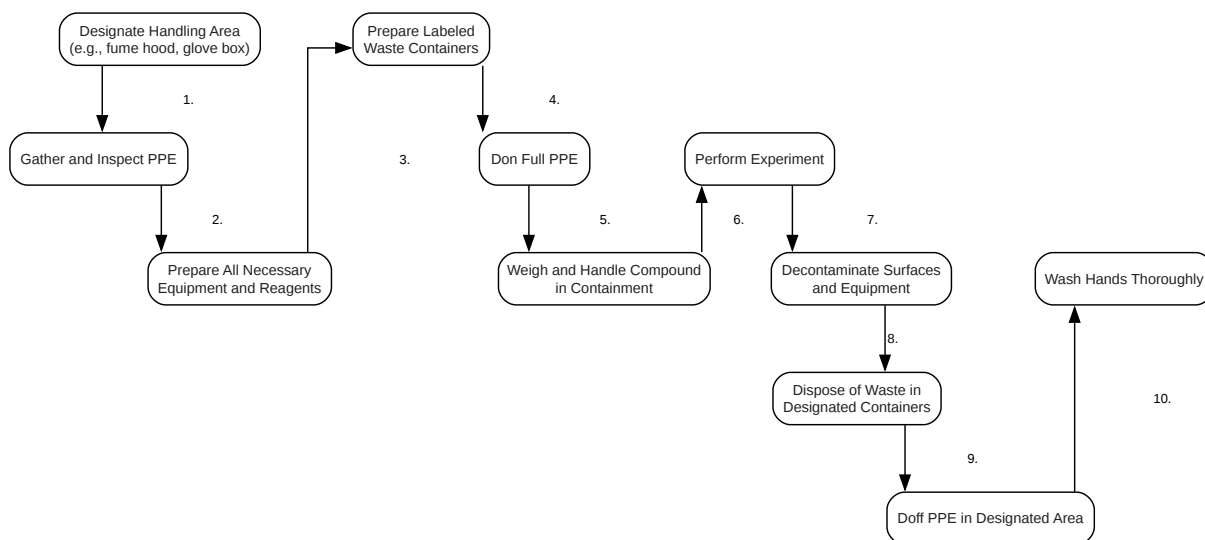 Designate Handling Area
(e.g., fume hood, glove box)
1.
Gather and Inspect PPE
2.
Prepare All Necessary
Equipment and Reagents
3.
Prepare Labeled
Waste Containers
4.
Don Full PPE
5.
Weigh and Handle Compound
in Containment
6.
Perform Experiment
7.
Decontaminate Surfaces
and Equipment
8.
Dispose of Waste in
Designated Containers
9.
Doff PPE in Designated Area
10.
Wash Hands Thoroughly